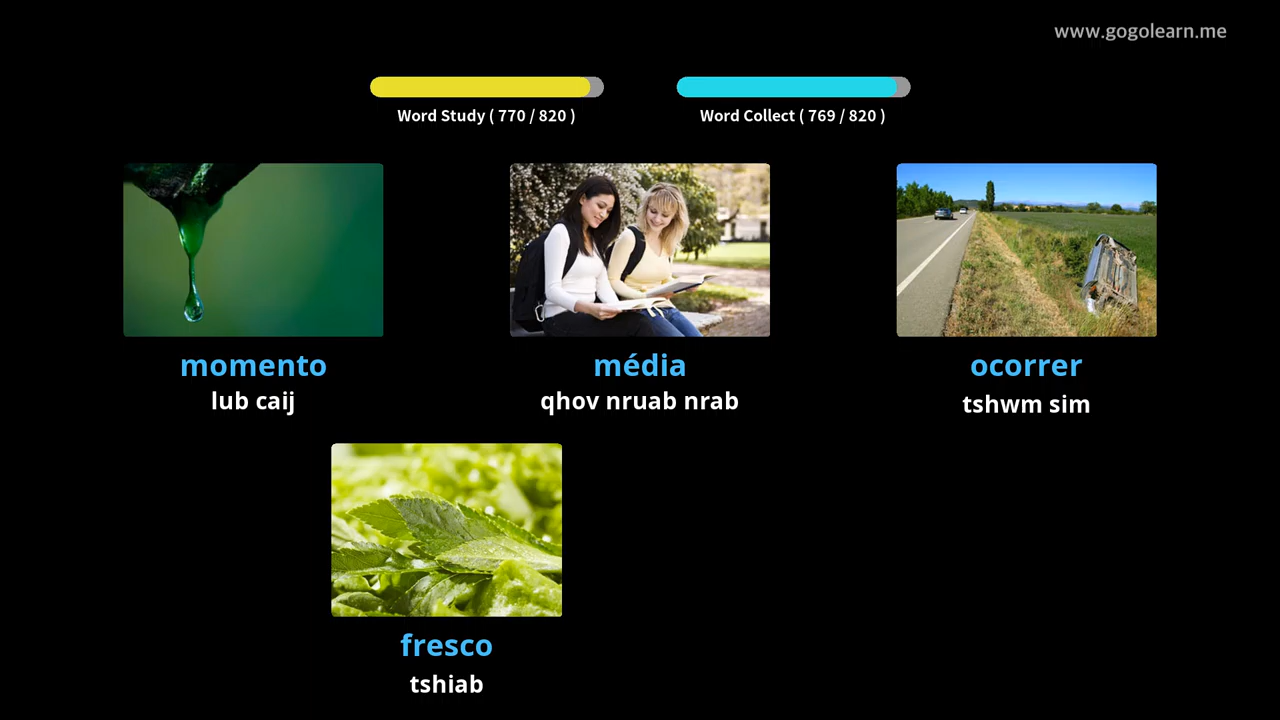 www.gogolearn.me
Word Study ( 770 / 820 )
Word Collect ( 769 / 820 )
momento
lub caij
média
qhov nruab nrab
ocorrer
tshwm sim
fresco
tshiab